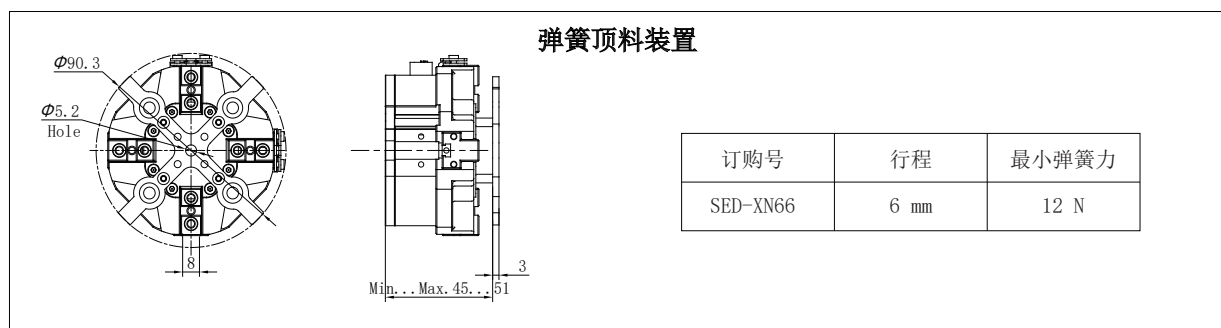 弹簧顶料装置
Φ90.3
Φ5.2
Hole
8
3
Min...Max.45...51
订购号 行程 最小弹簧力
SED-XN66 6 mm 12 N